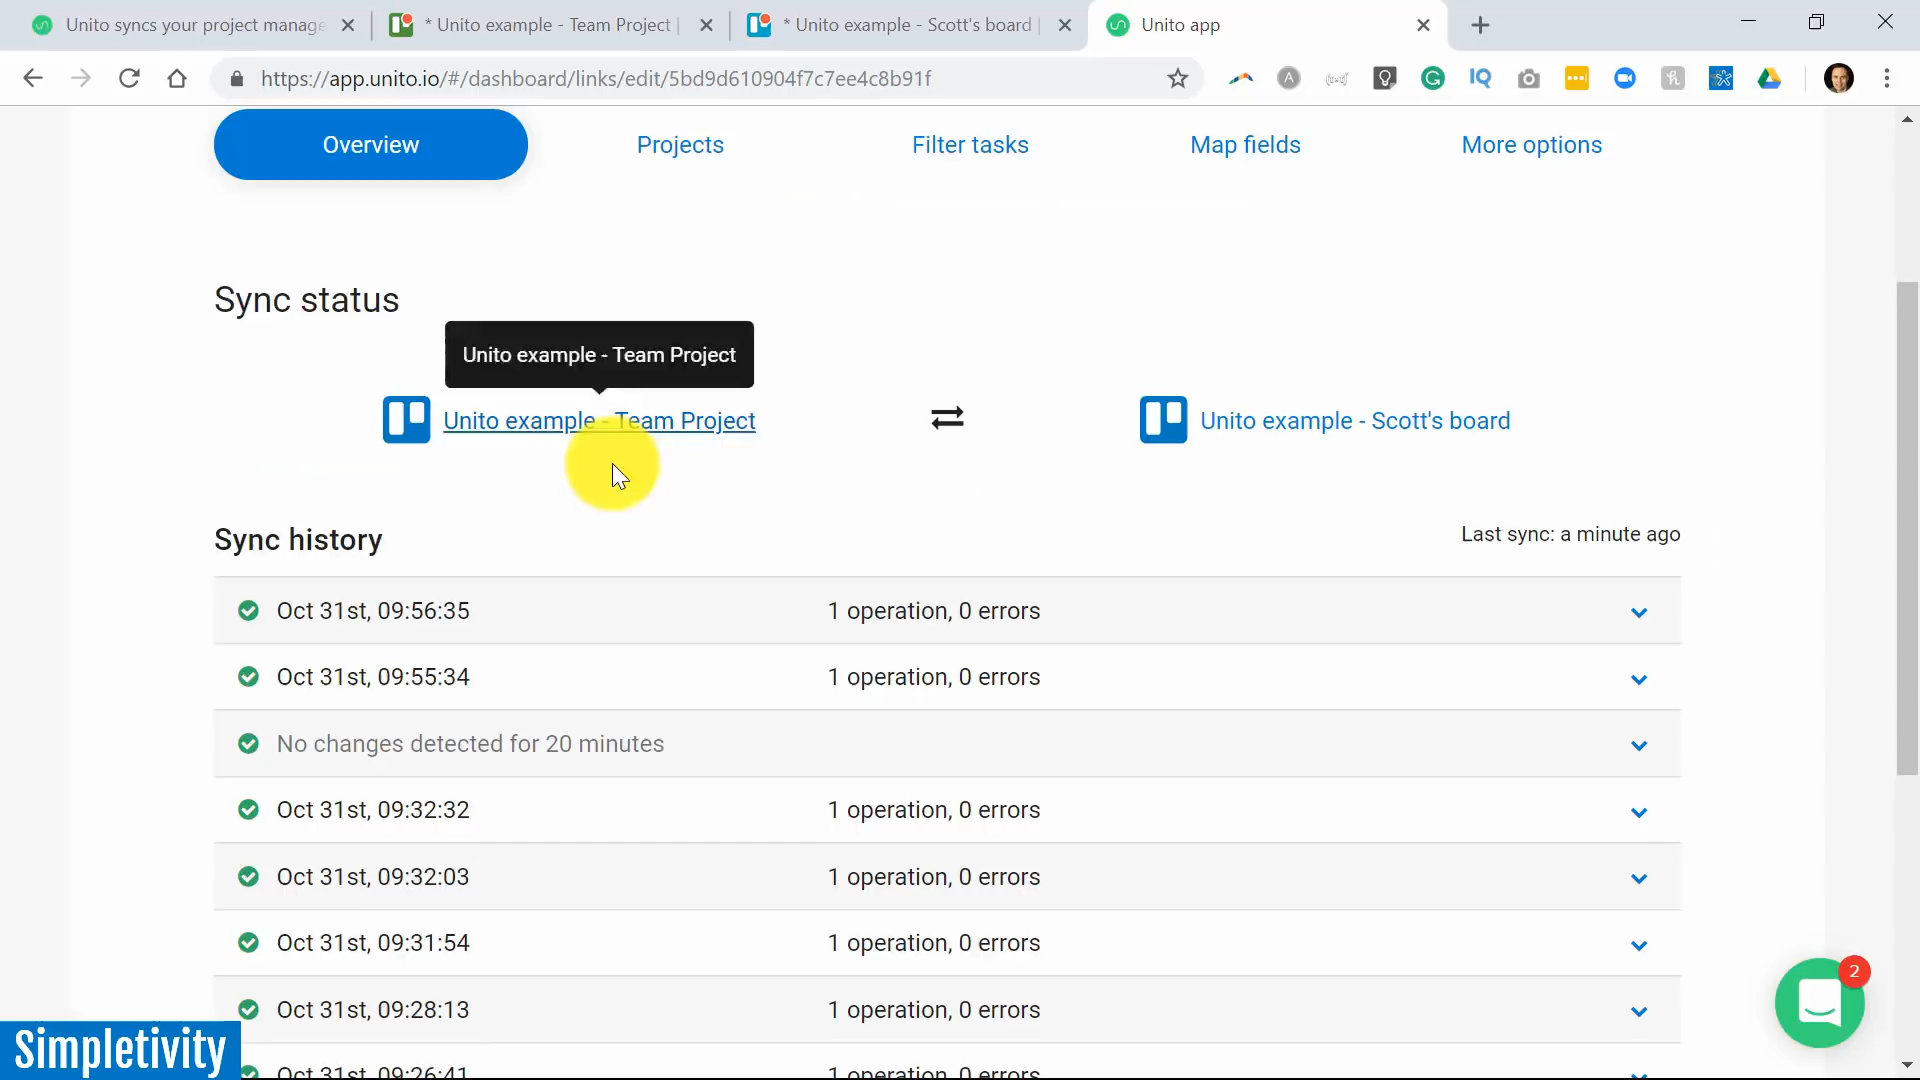 Unito syncs your project manage
* Unito example - Team Project |
* Unito example - Scott's board |
Unito app
https://app.unito.io/#/dashboard/links/edit/5bd9d610904f7c7ee4c8b91f
Overview
Projects
Filter tasks
Map fields
More options
Sync status
Unito example - Team Project
Unito example - Team Project
Unito example - Scott's board
Sync history
Last sync: a minute ago
Oct 31st, 09:56:35 1 operation, 0 errors
Oct 31st, 09:55:34 1 operation, 0 errors
No changes detected for 20 minutes
Oct 31st, 09:32:32 1 operation, 0 errors
Oct 31st, 09:32:03 1 operation, 0 errors
Oct 31st, 09:31:54 1 operation, 0 errors
2
Oct 31st, 09:28:13 1 operation, 0 errors
Simpletivity
Oct 31st, 09:26:41 1 operation, 0 errors